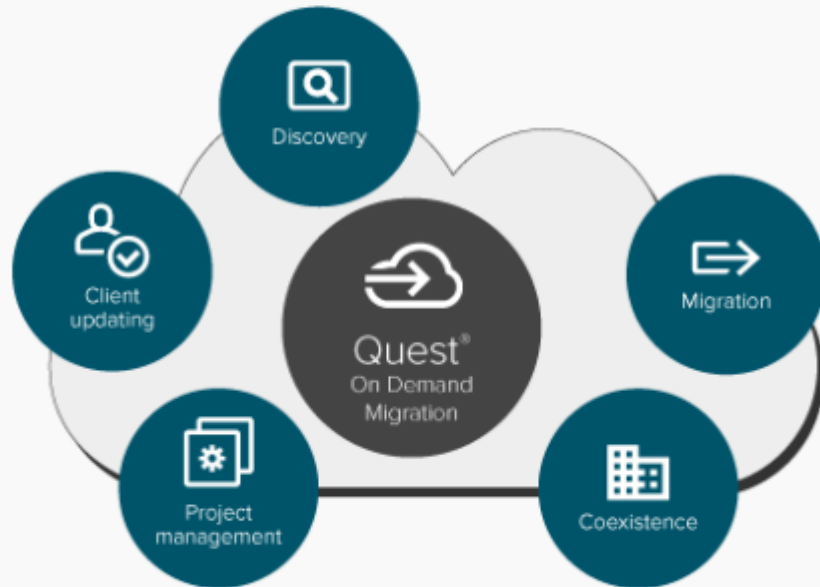 Discovery
Client
updating
Quest®
On Demand
Migration
Migration
Project
management
Coexistence